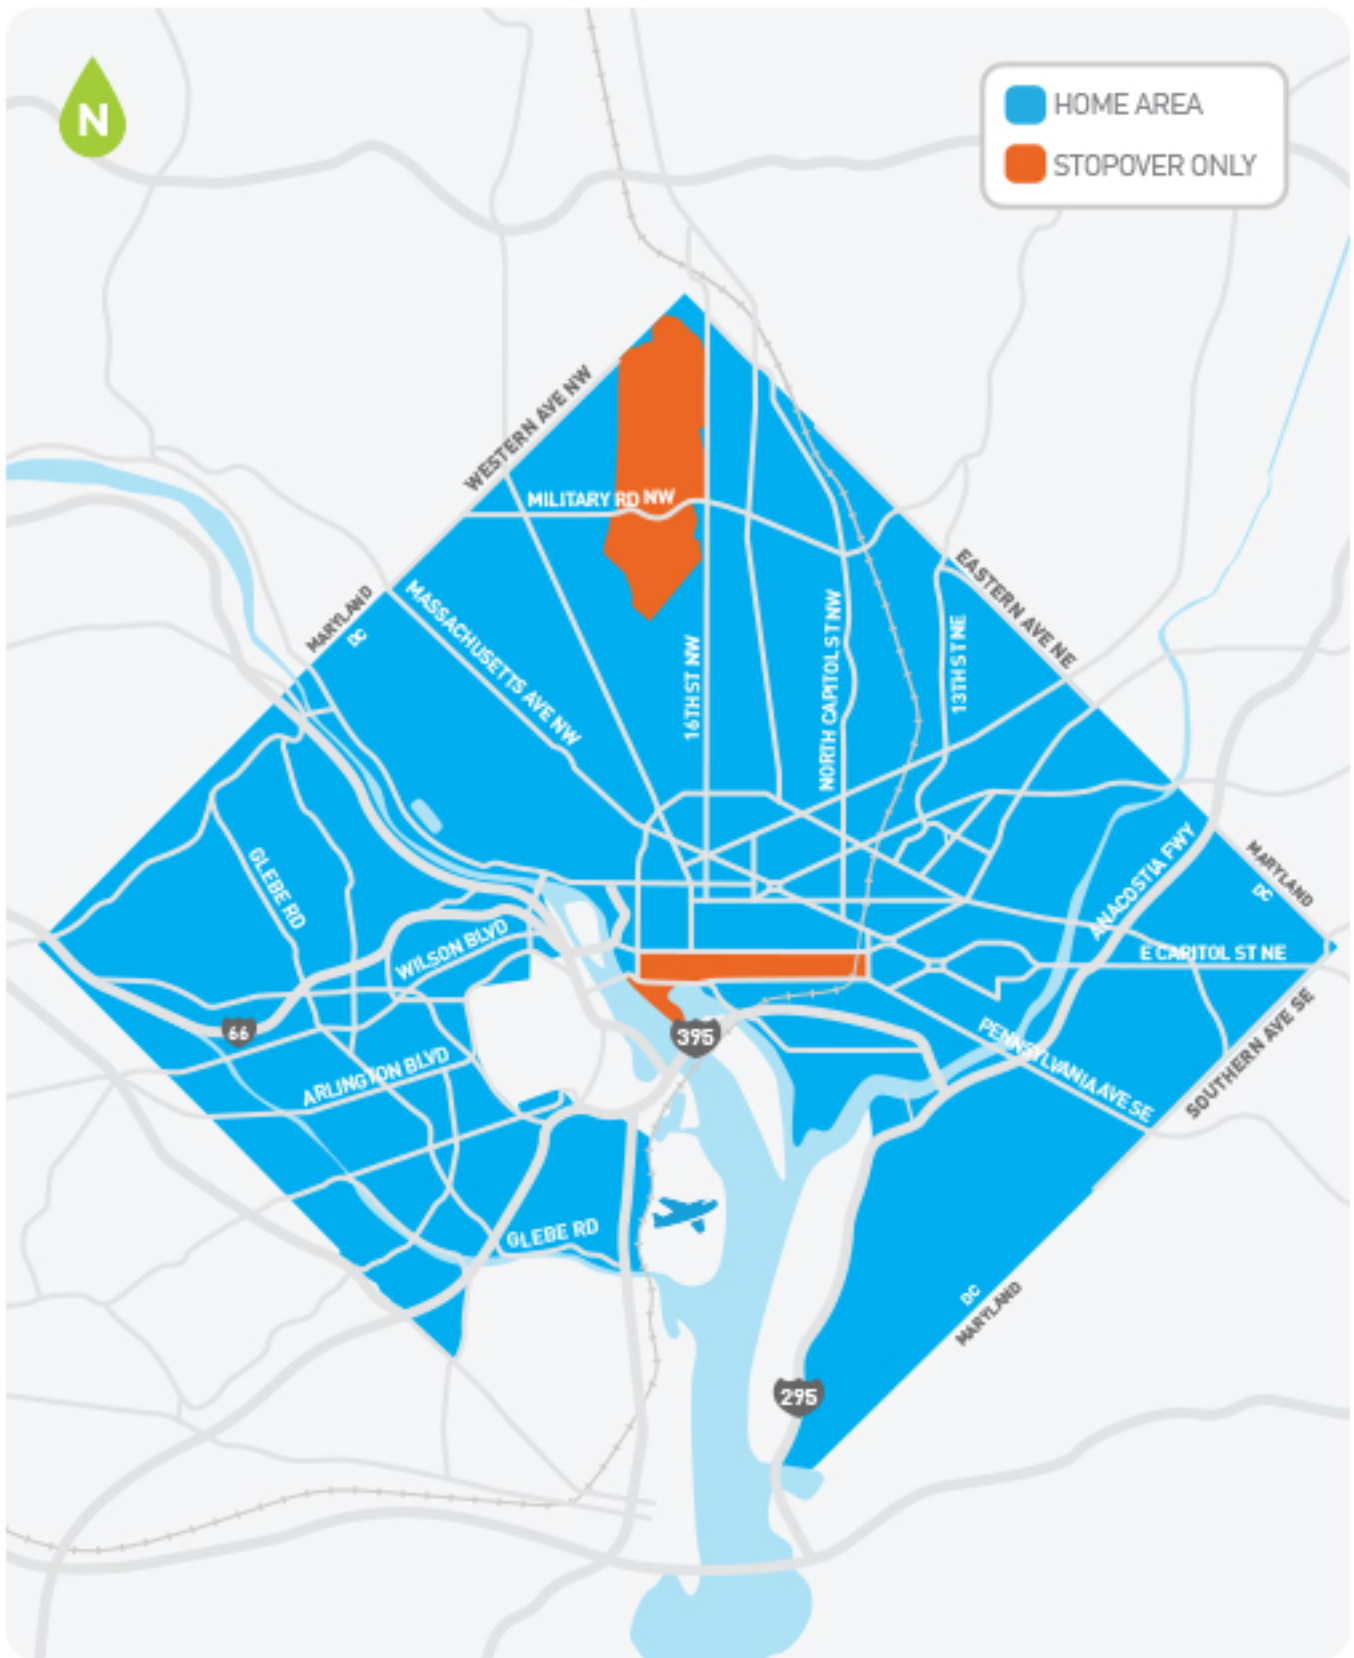 N
HOME AREA
STOPOVER ONLY
WESTERN AVE NW
MILITARY RD NW
MARYLAND
DC
MASSACHUSETTS AVE NW
EASTERN AVE NE
16TH ST NW
NORTH CAPITOL ST NW
13TH ST NE
GLEBE RD
WILSON BLVD
ANACOSTIA FWY
MARYLAND
DC
E CAPITOL ST NE
66
395
ARLINGTON BLVD
PENNSYLVANIA AVE SE
SOUTHERN AVE SE
GLEBE RD
DC
MARYLAND
295